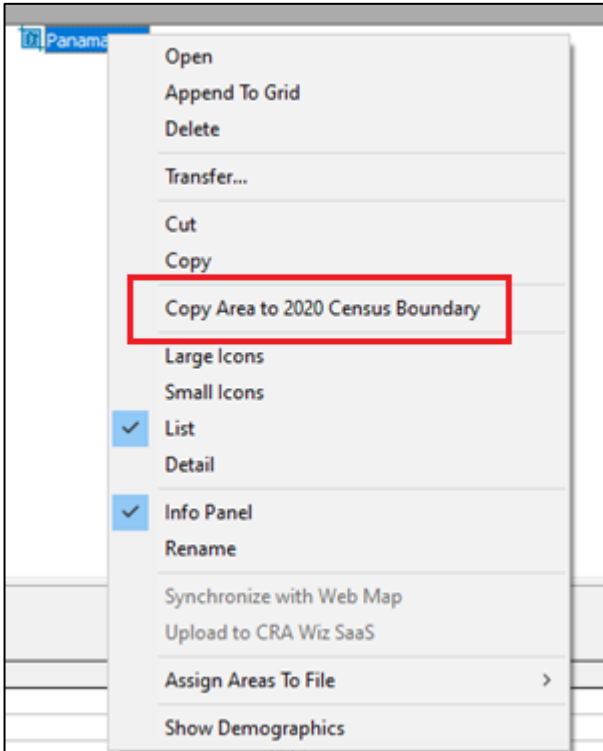 Panama
Open
Append To Grid
Delete
Transfer...
Cut
Copy
Copy Area to 2020 Census Boundary
Large Icons
Small Icons
List
Detail
Info Panel
Rename
Synchronize with Web Map
Upload to CRA Wiz SaaS
Assign Areas To File
Show Demographics